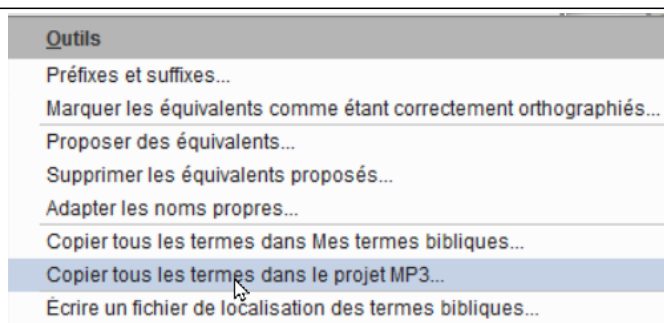 Outils
Préfixes et suffixes...
Marquer les équivalents comme étant correctement orthographiés...
Proposer des équivalents...
Supprimer les équivalents proposés...
Adapter les noms propres...
Copier tous les termes dans Mes termes bibliques...
Copier tous les termes dans le projet MP3...
Écrire un fichier de localisation des termes bibliques...